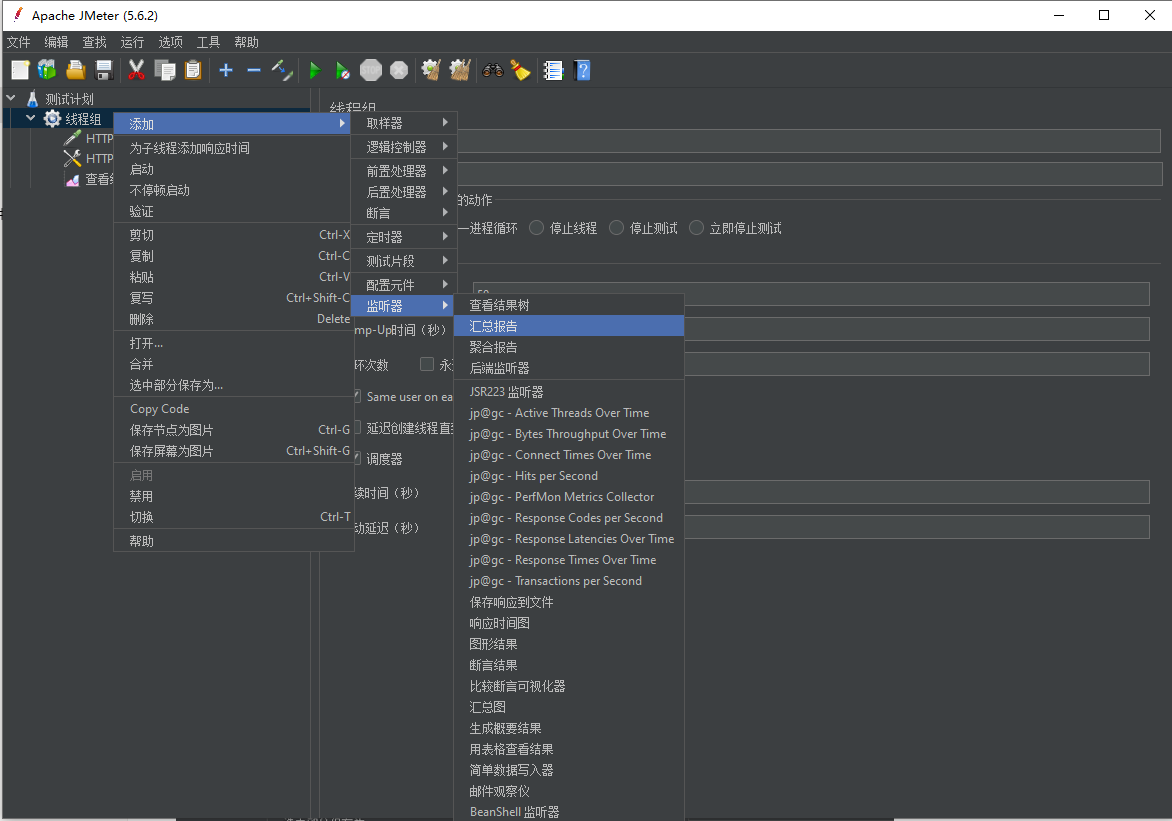 Apache JMeter (5.6.2)
文件 编辑 查找 运行 选项 工具 帮助
STOP
测试计划
线程组
HTTP
HTTP
查看
线程组
添加
为子线程添加响应时间
启动
不停顿启动
验证
剪切 Ctrl-X
复制 Ctrl-C
粘贴 Ctrl-V
复写 Ctrl+Shift-C
删除 Delete
打开...
合并
选中部分保存为...
Copy Code
保存节点为图片 Ctrl-G
保存屏幕为图片 Ctrl+Shift-G
启用
禁用
切换 Ctrl-T
帮助
取样器
逻辑控制器
前置处理器
后置处理器
断言
定时器
测试片段
配置元件
监听器
的动作
一进程循环 停止线程 停止测试 立即停止测试
mp-Up时间（秒）
环次数
Same user on ea
延迟创建线程直
调度器
续时间（秒）
动延迟（秒）
查看结果树
汇总报告
聚合报告
后端监听器
JSR223 监听器
jp@gc - Active Threads Over Time
jp@gc - Bytes Throughput Over Time
jp@gc - Connect Times Over Time
jp@gc - Hits per Second
jp@gc - PerfMon Metrics Collector
jp@gc - Response Codes per Second
jp@gc - Response Latencies Over Time
jp@gc - Response Times Over Time
jp@gc - Transactions per Second
保存响应到文件
响应时间图
图形结果
断言结果
比较断言可视化器
汇总图
生成概要结果
用表格查看结果
简单数据写入器
邮件观察仪
BeanShell 监听器